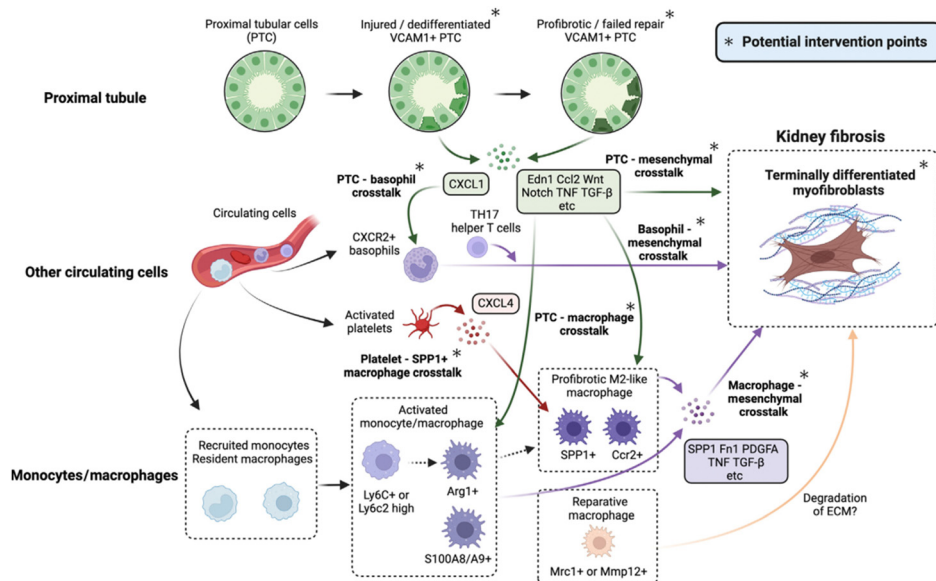 Proximal tubular cells
(PTC)
Injured / dedifferentiated *
VCAM1+ PTC
Profibrotic / failed repair *
VCAM1+ PTC
* Potential intervention points
Proximal tubule
Kidney fibrosis
PTC - basophil *
crosstalk
CXCL1
Edn1 Ccl2 Wnt
Notch TNF TGF-β
etc
PTC - mesenchymal *
crosstalk
Terminally differentiated *
myofibroblasts
Circulating cells
CXCR2+
basophils
TH17
helper T cells
Basophil - *
mesenchymal
crosstalk
Other circulating cells
Activated
platelets
CXCL4
PTC - macrophage *
crosstalk
Platelet - SPP1+ *
macrophage crosstalk
Profibrotic M2-like
macrophage
SPP1+
Ccr2+
Macrophage - *
mesenchymal
crosstalk
Activated
monocyte/macrophage
Recruited monocytes
Resident macrophages
Monocytes/macrophages
Ly6C+ or
Ly6c2 high
Arg1+
S100A8/A9+
SPP1 Fn1 PDGFA
TNF TGF-β
etc
Reparative
macrophage
Mrc1+ or Mmp12+
Degradation
of ECM?